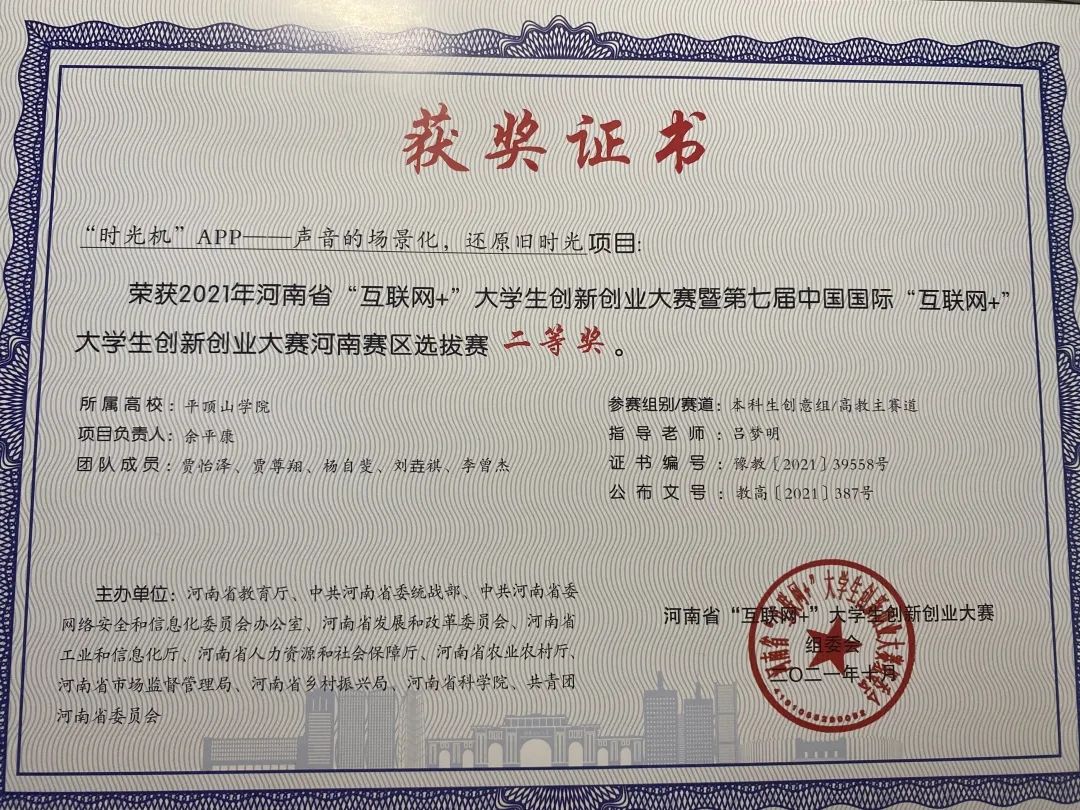 获奖证书
“时光机”APP——声音的场景化，还原旧时光项目:
荣获2021年河南省“互联网+”大学生创新创业大赛暨第七届中国国际“互联网+”
大学生创新创业大赛河南赛区选拔赛 二等奖。
所属高校：平顶山学院
项目负责人：余平康
团队成员：贾怡泽、贾尊翔、杨自斐、刘壵祺、李曾杰
参赛组别/赛道：本科生创意组/高教主赛道
指导老师：吕梦明
证书编号：豫教〔2021〕39558号
公布文号：教高〔2021〕387号
主办单位：河南省教育厅、中共河南省委统战部、中共河南省委
网络安全和信息化委员会办公室、河南省发展和改革委员会、河南省
工业和信息化厅、河南省人力资源和社会保障厅、河南省农业农村厅、
河南省市场监督管理局、河南省乡村振兴局、河南省科学院、共青团
河南省委员会
河南省“互联网+”大学生创新创业大赛
组委会
二〇二一年十月